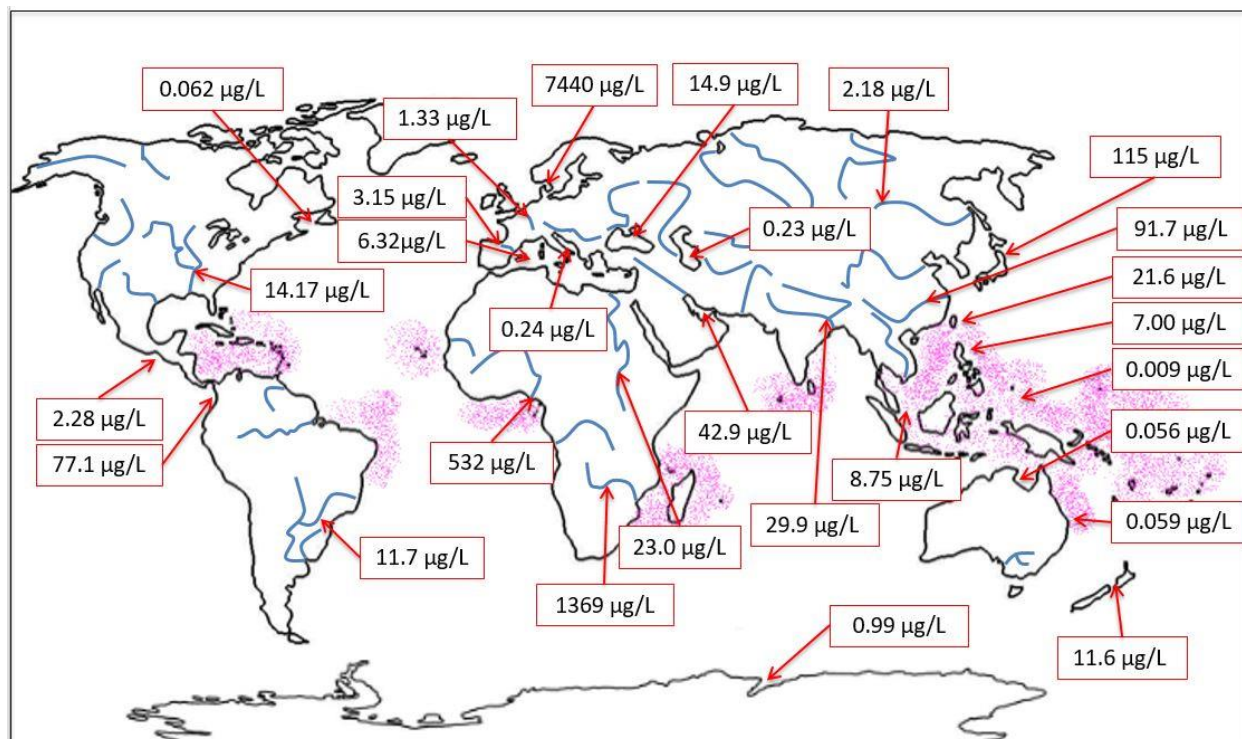 0.062 µg/L
7440 µg/L
14.9 µg/L
2.18 µg/L
1.33 µg/L
115 µg/L
3.15 µg/L
6.32µg/L
0.23 µg/L
91.7 µg/L
14.17 µg/L
21.6 µg/L
0.24 µg/L
7.00 µg/L
0.009 µg/L
2.28 µg/L
42.9 µg/L
0.056 µg/L
77.1 µg/L
532 µg/L
8.75 µg/L
29.9 µg/L
0.059 µg/L
11.7 µg/L
23.0 µg/L
1369 µg/L
0.99 µg/L
11.6 µg/L